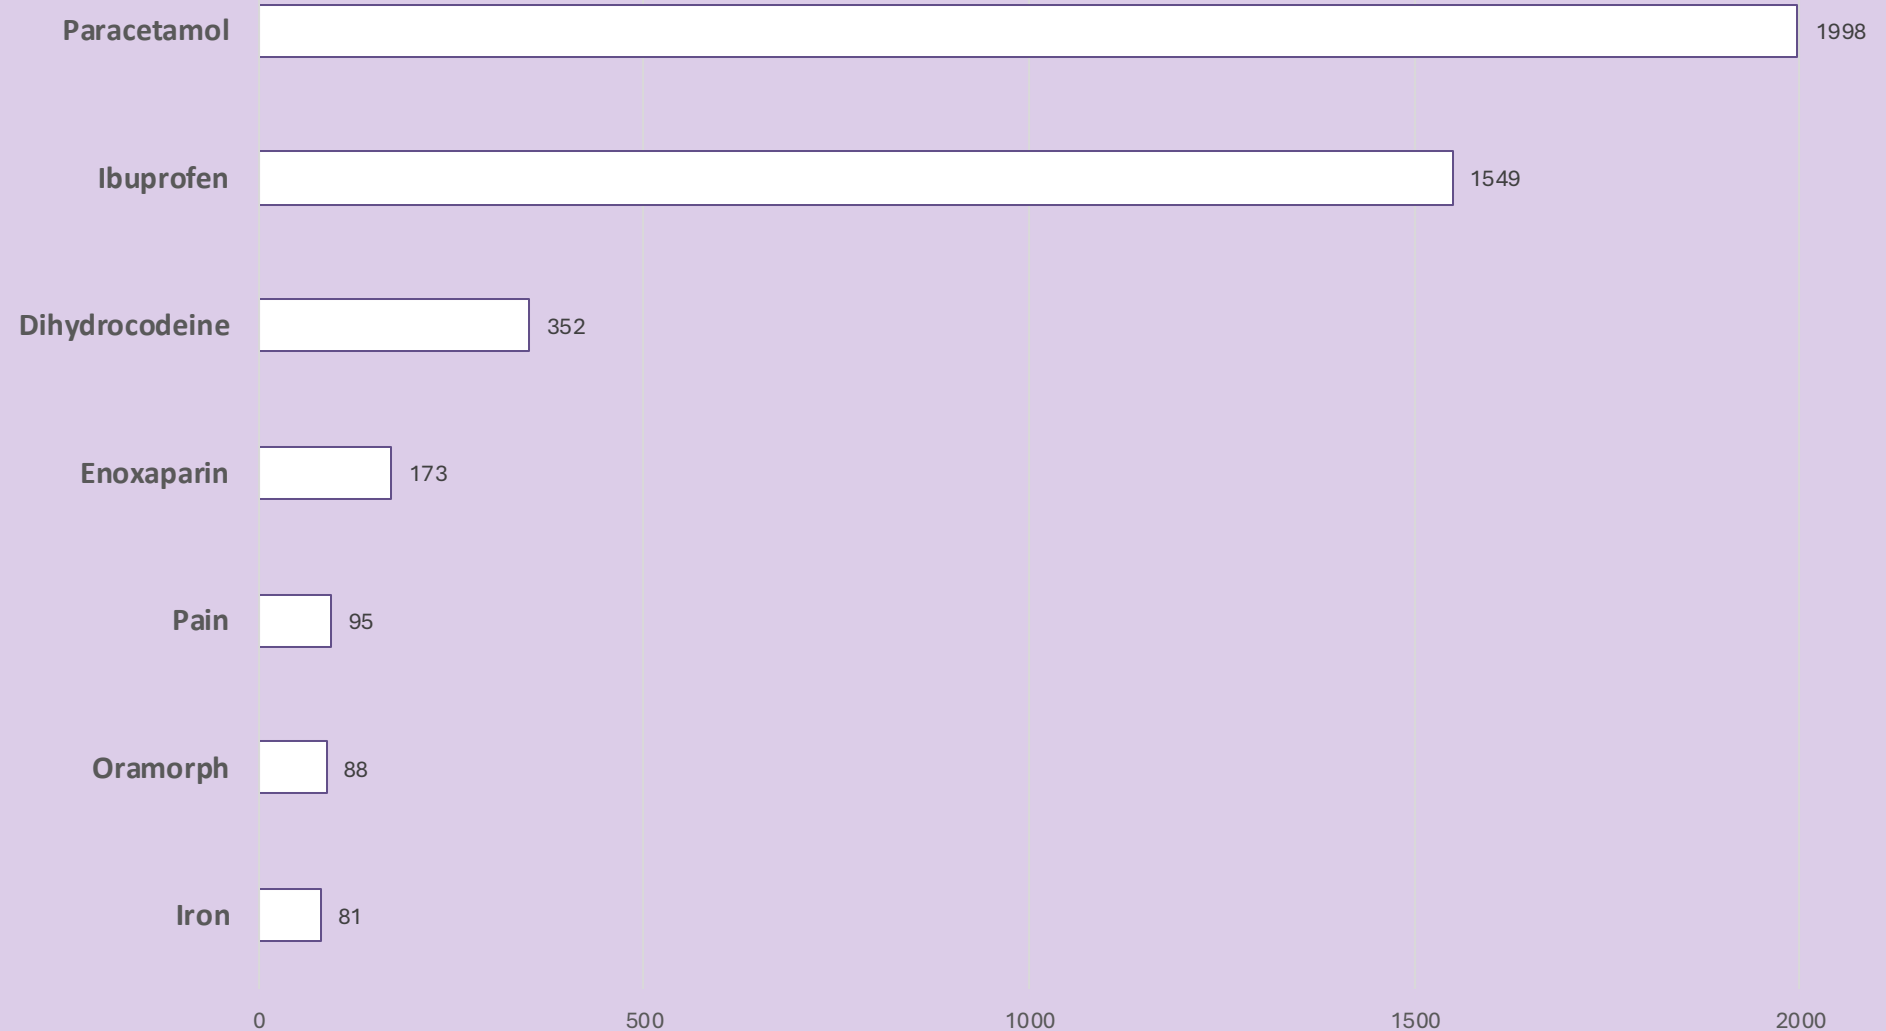 Paracetamol 1998
Ibuprofen 1549
Dihydrocodeine 352
Enoxaparin 173
Pain 95
Oramorph 88
Iron 81
0 500 1000 1500 2000